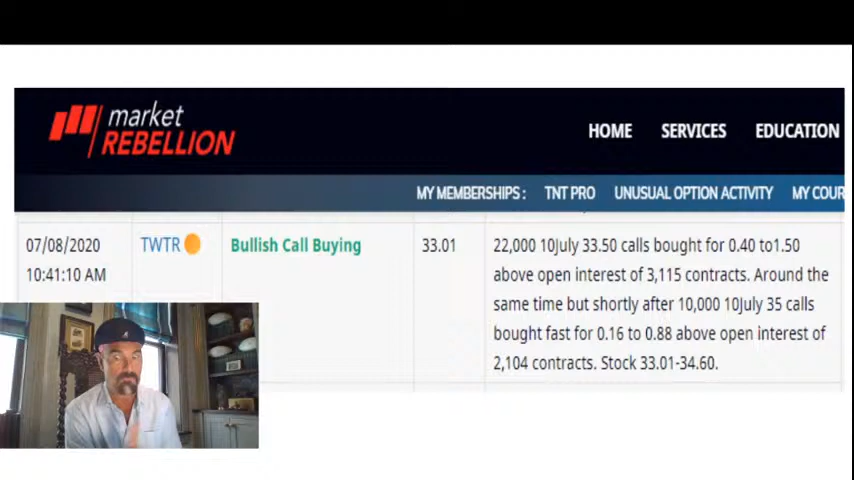 market
REBELLION
HOME SERVICES EDUCATION
MY MEMBERSHIPS : TNT PRO UNUSUAL OPTION ACTIVITY MY COUR
07/08/2020 TWTR Bullish Call Buying 33.01 22,000 10July 33.50 calls bought for 0.40 to1.50
10:41:10 AM above open interest of 3,115 contracts. Around the
same time but shortly after 10,000 10July 35 calls
bought fast for 0.16 to 0.88 above open interest of
2,104 contracts. Stock 33.01-34.60.